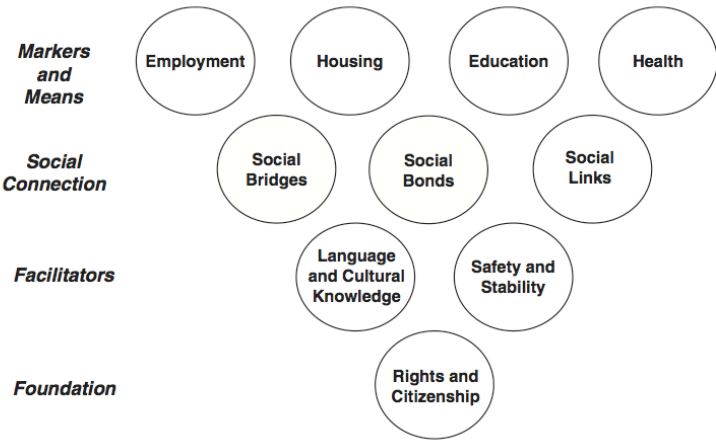 Markers
and
Means
Employment
Housing
Education
Health
Social
Connection
Social
Bridges
Social
Bonds
Social
Links
Facilitators
Language
and Cultural
Knowledge
Safety and
Stability
Foundation
Rights and
Citizenship